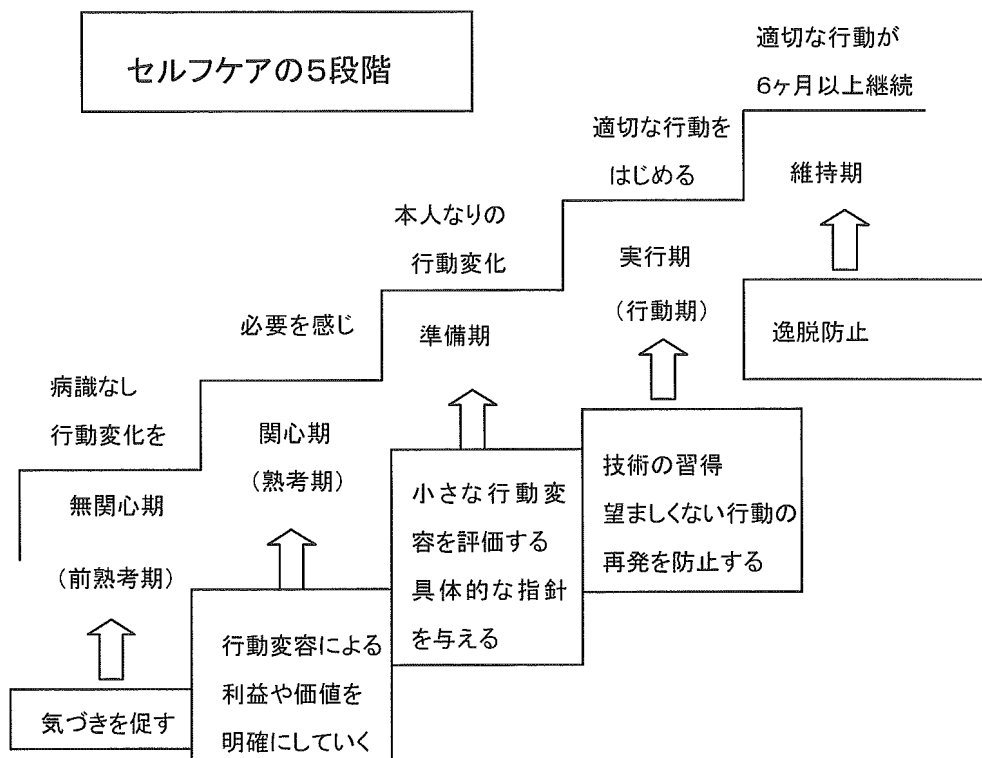 セルフケアの5段階
適切な行動が
6ヶ月以上継続
適切な行動を
はじめる
維持期
本人なりの
行動変化
実行期
(行動期)
逸脱防止
必要を感じ
準備期
病識なし
行動変化を
関心期
(熟考期)
無関心期
(前熟考期)
小さな行動変
容を評価する
具体的な指針
を与える
技術の習得
望ましくない行動の
再発を防止する
行動変容による
利益や価値を
明確にしていく
気づきを促す